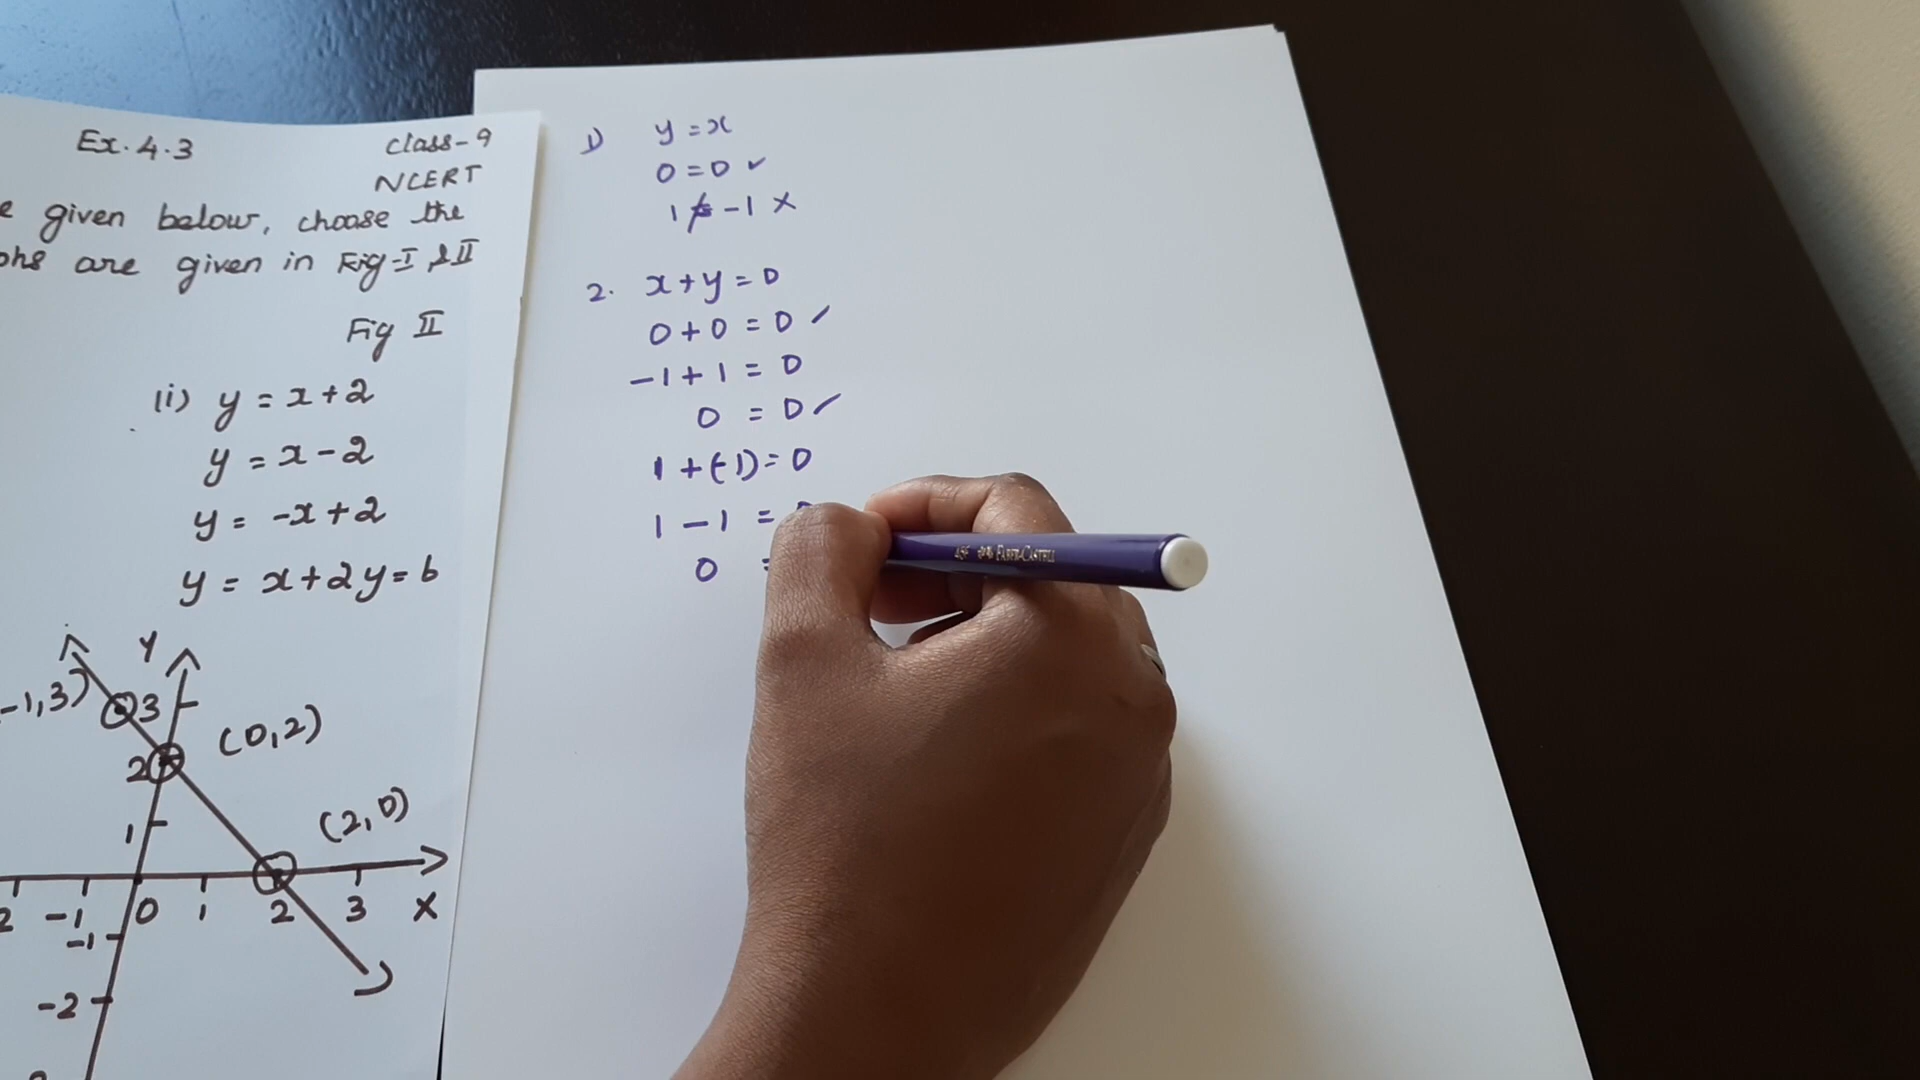 Ex. 4.3
Class-9
NCERT
e given below, choose the
phs are given in Fig-I & II
Fig II
(i) y = x+2
y = x-2
y = -x+2
y = x+2y=6
Y
-1,3)
3
(0,2)
2
1
(2,0)
2 -1 0 1 2 3 X
-1
-2
1) y = x
0 = 0 ✓
1 ≠ -1 ×
2. x+y = 0
0+0 = 0 ✓
-1+1 = 0
0 = 0 ✓
1+(-1) = 0
1-1 =
0 =
FABER-CASTELL